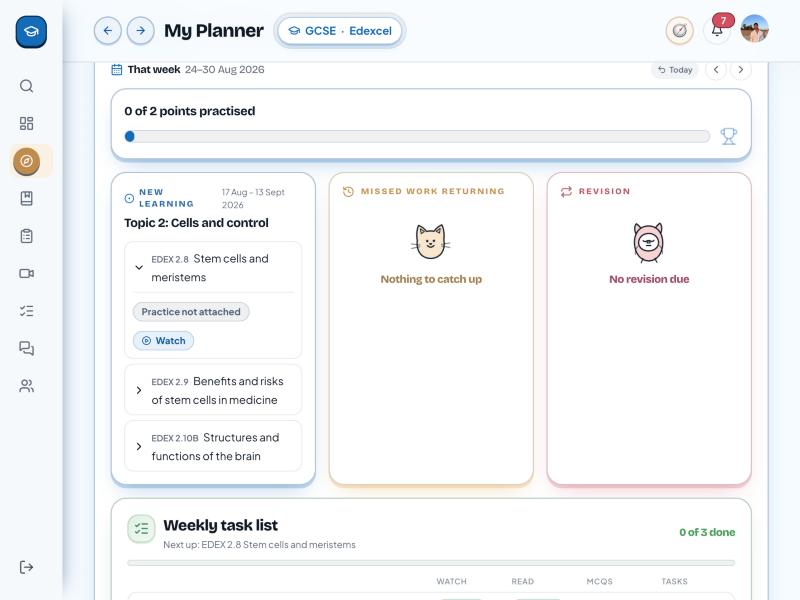 My Planner
GCSE · Edexcel
7
That week 24–30 Aug 2026
Today
0 of 2 points practised
NEW LEARNING
17 Aug – 13 Sept 2026
Topic 2: Cells and control
EDEX 2.8 Stem cells and
meristems
Practice not attached
Watch
EDEX 2.9 Benefits and risks
of stem cells in medicine
EDEX 2.10B Structures and
functions of the brain
MISSED WORK RETURNING
Nothing to catch up
REVISION
No revision due
Weekly task list
Next up: EDEX 2.8 Stem cells and meristems
0 of 3 done
WATCH READ MCQS TASKS